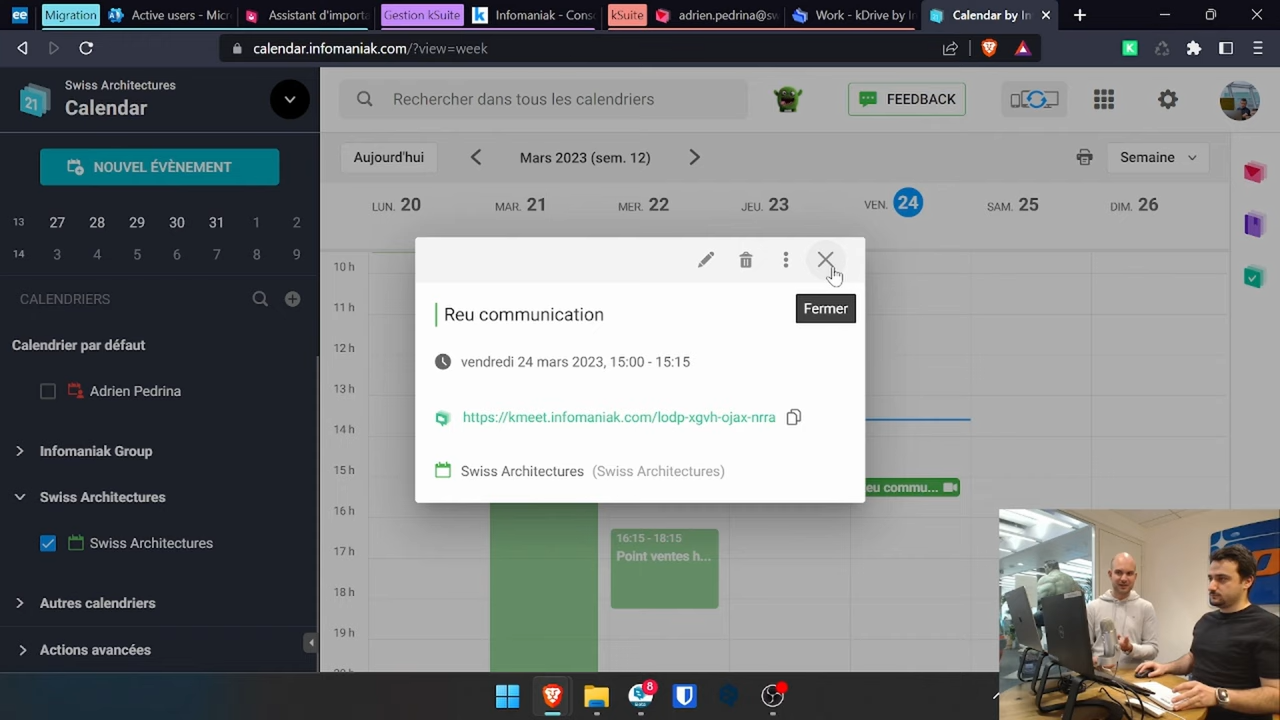 Migration
Active users - Micr
Assistant d'importa
Gestion kSuite
Infomaniak - Conso
kSuite
adrien.pedrina@sw
Work - kDrive by In
Calendar by In
calendar.infomaniak.com/?view=week
Swiss Architectures
Calendar
21
Rechercher dans tous les calendriers
FEEDBACK
NOUVEL ÉVÈNEMENT
13 27 28 29 30 31 1 2
14 3 4 5 6 7 8 9
CALENDRIERS
Calendrier par défaut
Adrien Pedrina
Infomaniak Group
Swiss Architectures
Swiss Architectures
Autres calendriers
Actions avancées
Aujourd'hui
Mars 2023 (sem. 12)
Semaine
LUN. 20
MAR. 21
MER. 22
JEU. 23
VEN. 24
SAM. 25
DIM. 26
10 h
11 h
12 h
13 h
14 h
15 h
16 h
17 h
18 h
19 h
Fermer
Reu communication
vendredi 24 mars 2023, 15:00 - 15:15
https://kmeet.infomaniak.com/lodp-xgvh-ojax-nrra
Swiss Architectures (Swiss Architectures)
eu commu...
16:15 - 18:15
Point ventes h...
8